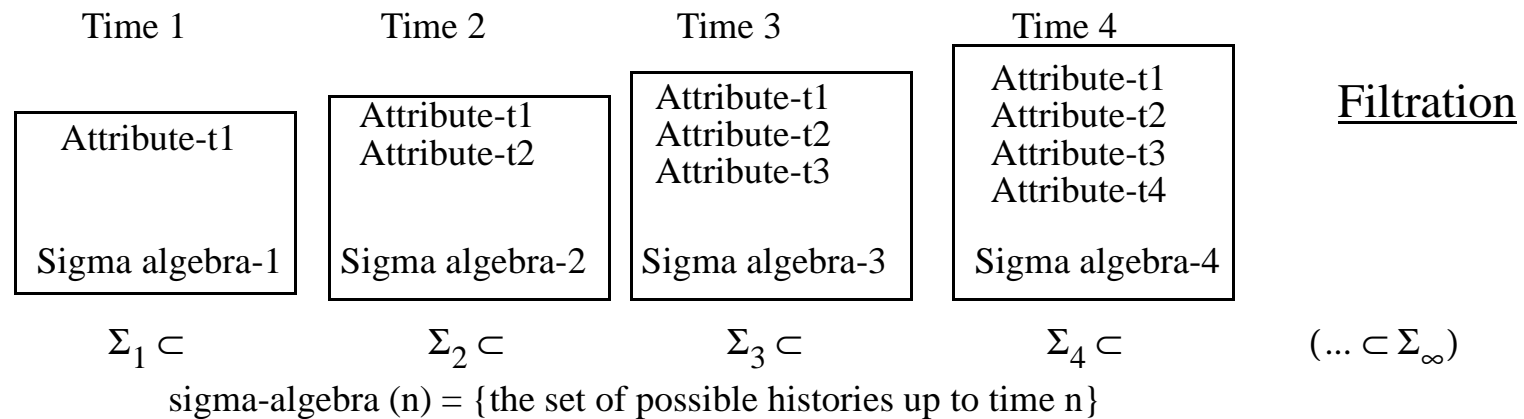 Time 1 Time 2 Time 3 Time 4
Attribute-t1
Sigma algebra-1
Attribute-t1
Attribute-t2
Sigma algebra-2
Attribute-t1
Attribute-t2
Attribute-t3
Sigma algebra-3
Attribute-t1
Attribute-t2
Attribute-t3
Attribute-t4
Sigma algebra-4
Filtration
Σ₁ ⊂ Σ₂ ⊂ Σ₃ ⊂ Σ₄ ⊂ (... ⊂ Σ∞)
sigma-algebra (n) = {the set of possible histories up to time n}